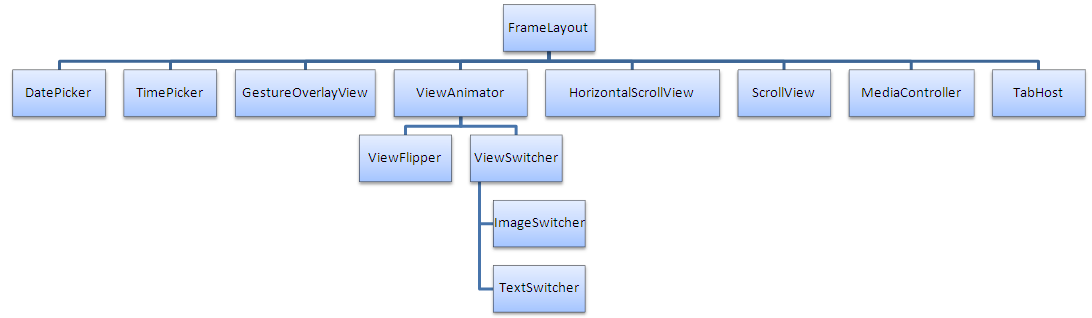 FrameLayout
DatePicker
TimePicker
GestureOverlayView
ViewAnimator
HorizontalScrollView
ScrollView
MediaController
TabHost
ViewFlipper
ViewSwitcher
ImageSwitcher
TextSwitcher